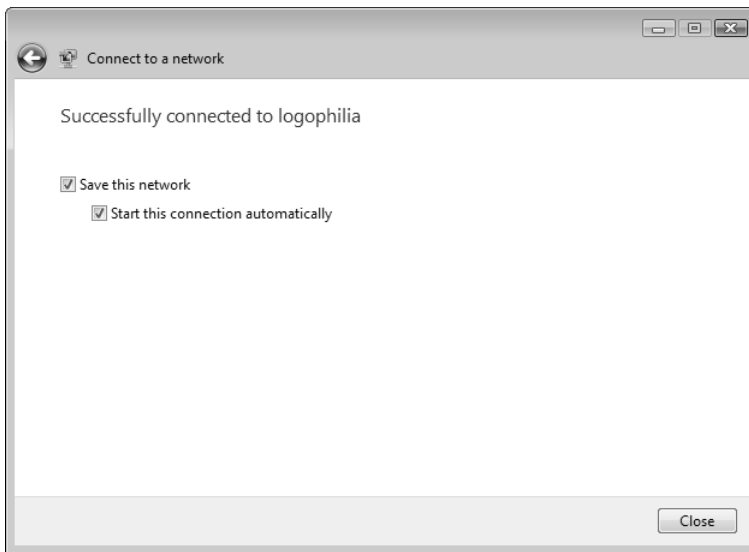 Connect to a network
Successfully connected to logophilia
Save this network
Start this connection automatically
Close